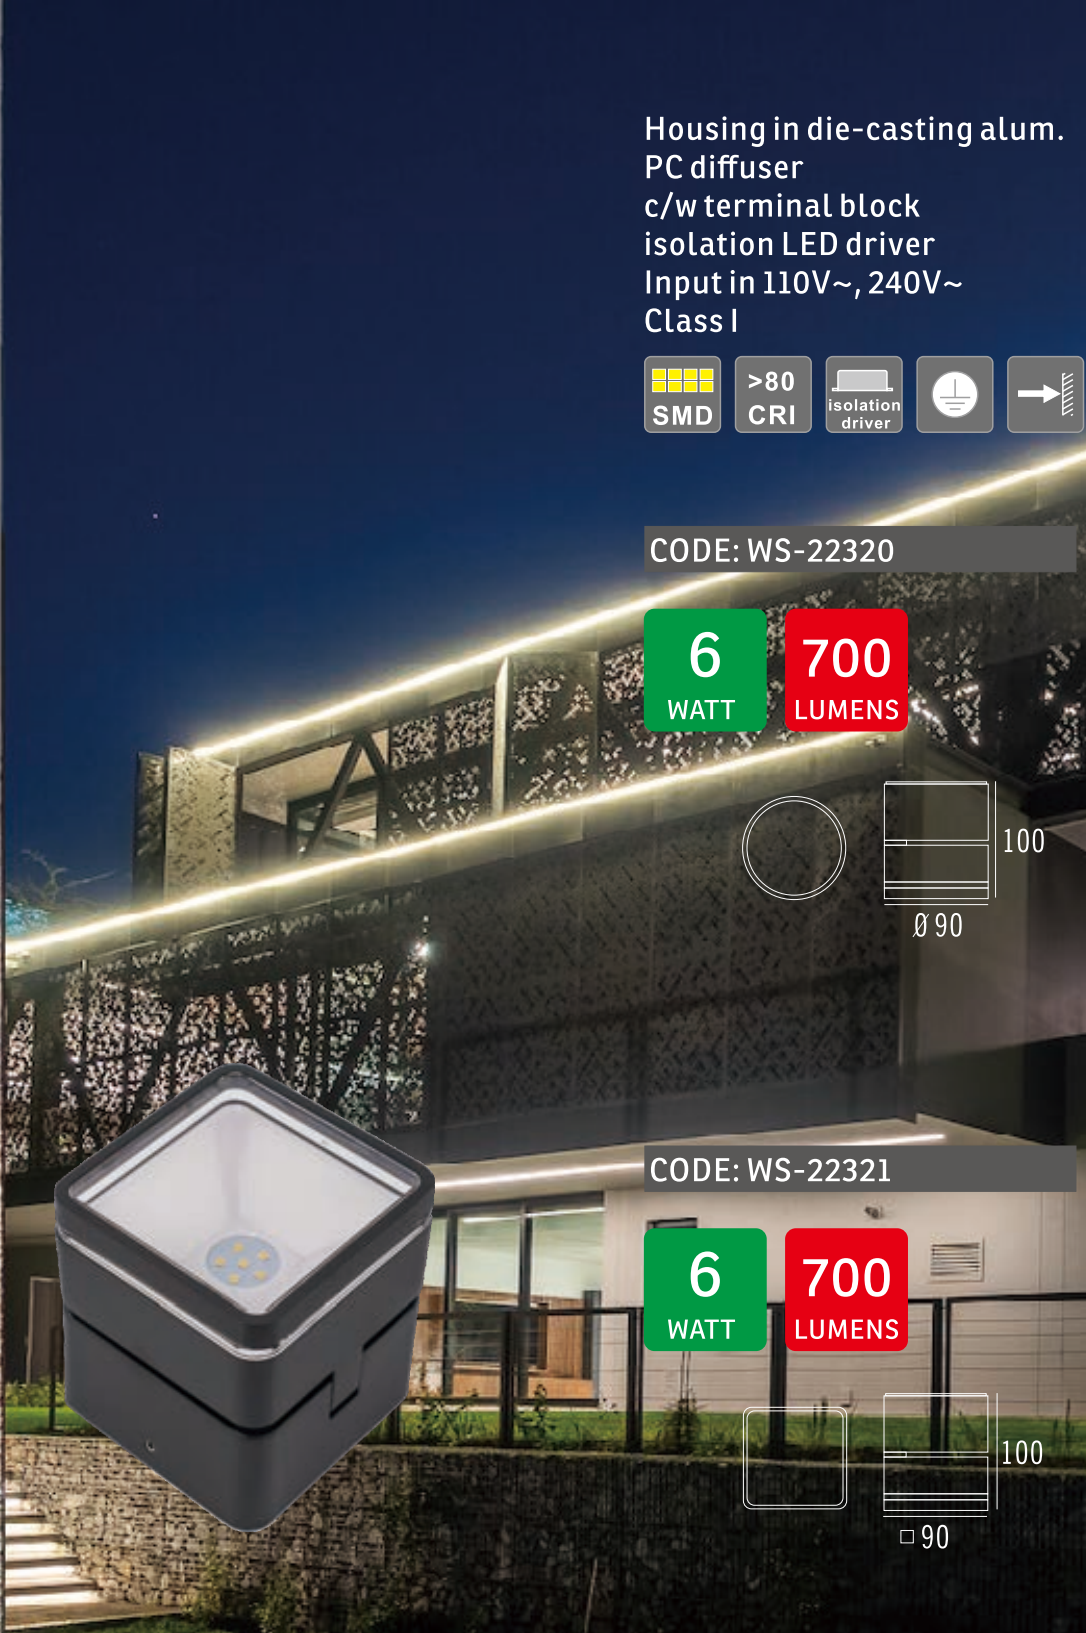 Housing in die-casting alum.
PC diffuser
c/w terminal block
isolation LED driver
Input in 110V~, 240V~
Class I
SMD
>80
CRI
isolation
driver
CODE: WS-22320
6
WATT
700
LUMENS
100
Ø 90
CODE: WS-22321
6
WATT
700
LUMENS
100
□ 90